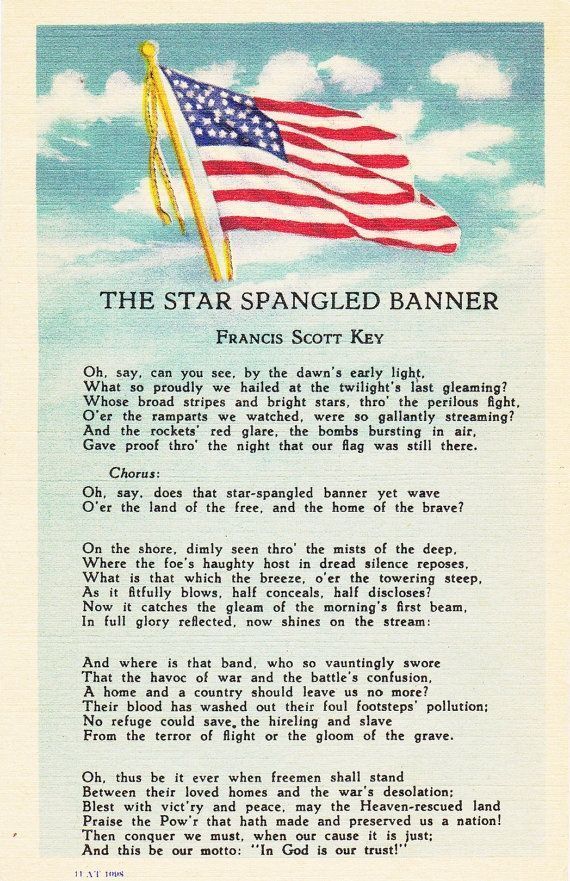 THE STAR SPANGLED BANNER
FRANCIS SCOTT KEY
Oh, say, can you see, by the dawn's early light,
What so proudly we hailed at the twilight's last gleaming?
Whose broad stripes and bright stars, thro' the perilous fight,
O'er the ramparts we watched, were so gallantly streaming?
And the rockets' red glare, the bombs bursting in air,
Gave proof thro' the night that our flag was still there.
Chorus:
Oh, say, does that star-spangled banner yet wave
O'er the land of the free, and the home of the brave?
On the shore, dimly seen thro' the mists of the deep,
Where the foe's haughty host in dread silence reposes,
What is that which the breeze, o'er the towering steep,
As it fitfully blows, half conceals, half discloses?
Now it catches the gleam of the morning's first beam,
In full glory reflected, now shines on the stream:
And where is that band, who so vauntingly swore
That the havoc of war and the battle's confusion,
A home and a country should leave us no more?
Their blood has washed out their foul footsteps' pollution;
No refuge could save the hireling and slave
From the terror of flight or the gloom of the grave.
Oh, thus be it ever when freemen shall stand
Between their loved homes and the war's desolation;
Blest with vict'ry and peace, may the Heaven-rescued land
Praise the Pow'r that hath made and preserved us a nation!
Then conquer we must, when our cause it is just;
And this be our motto: "In God is our trust!"